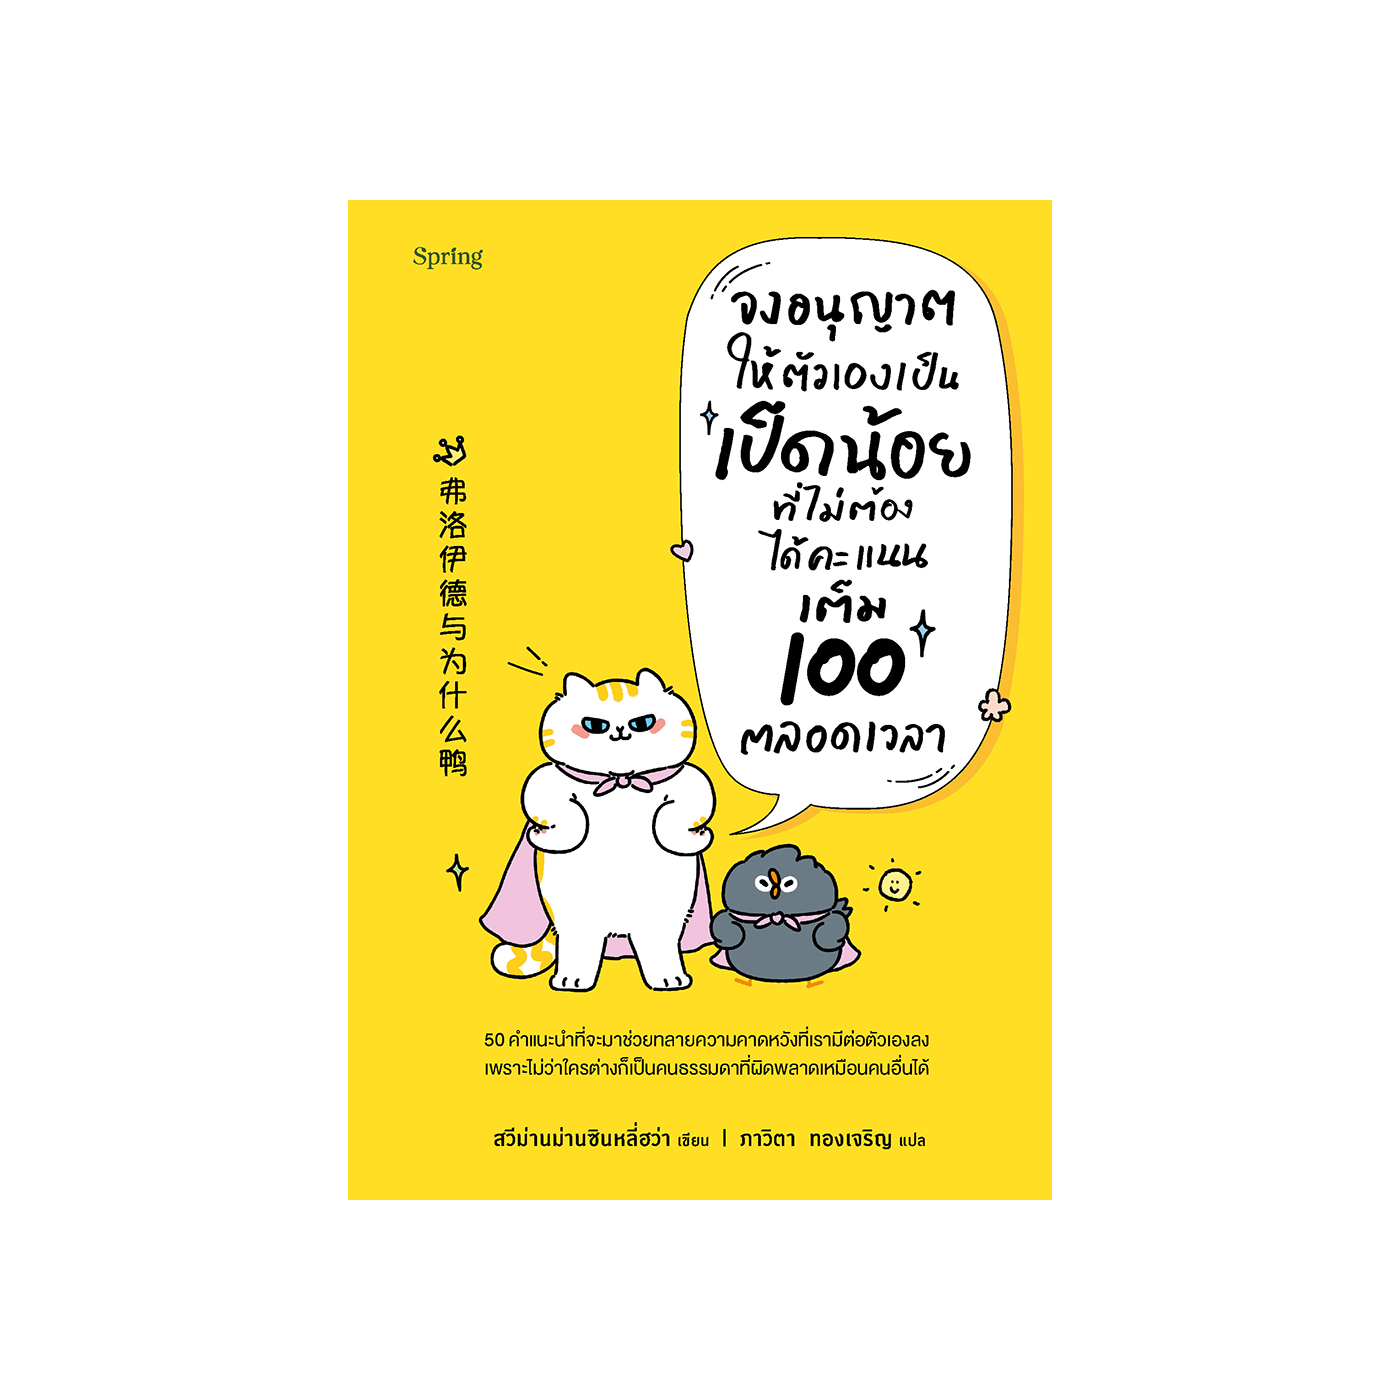 Spring
จงอนุญาต
ให้ตัวเองเป็น
เป็ดน้อย
ที่ไม่ต้อง
ได้คะแนน
เต็ม
100
ตลอดเวลา
弗洛伊德与为什么鸭
50 คำแนะนำที่จะมาช่วยทลายความคาดหวังที่เรามีต่อตัวเองลง
เพราะไม่ว่าใครต่างก็เป็นคนธรรมดาที่ผิดพลาดเหมือนคนอื่นได้
สวีม่านม่านซินหลี่ฮว่า เขียน | ภาวิตา ทองเจริญ แปล